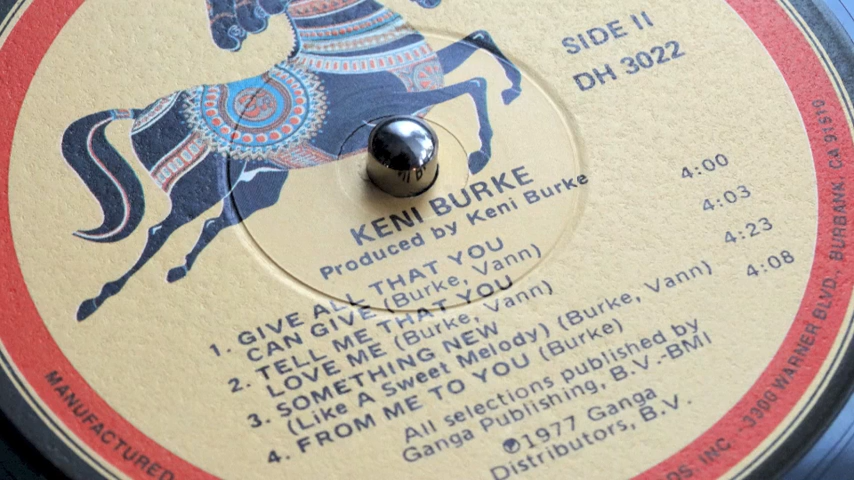 SIDE II
DH 3022
KENI BURKE
Produced by Keni Burke
1. GIVE ALL THAT YOU
CAN GIVE (Burke, Vann) 4:00
2. TELL ME THAT YOU
LOVE ME (Burke, Vann) 4:03
3. SOMETHING NEW
(Like A Sweet Melody) (Burke, Vann) 4:23
4. FROM ME TO YOU (Burke) 4:08
All selections published by
Ganga Publishing, B.V.-BMI
℗1977 Ganga
Distributors, B.V.
MANUFACTURED
INC. 3300 WARNER BLVD., BURBANK, CA 91510